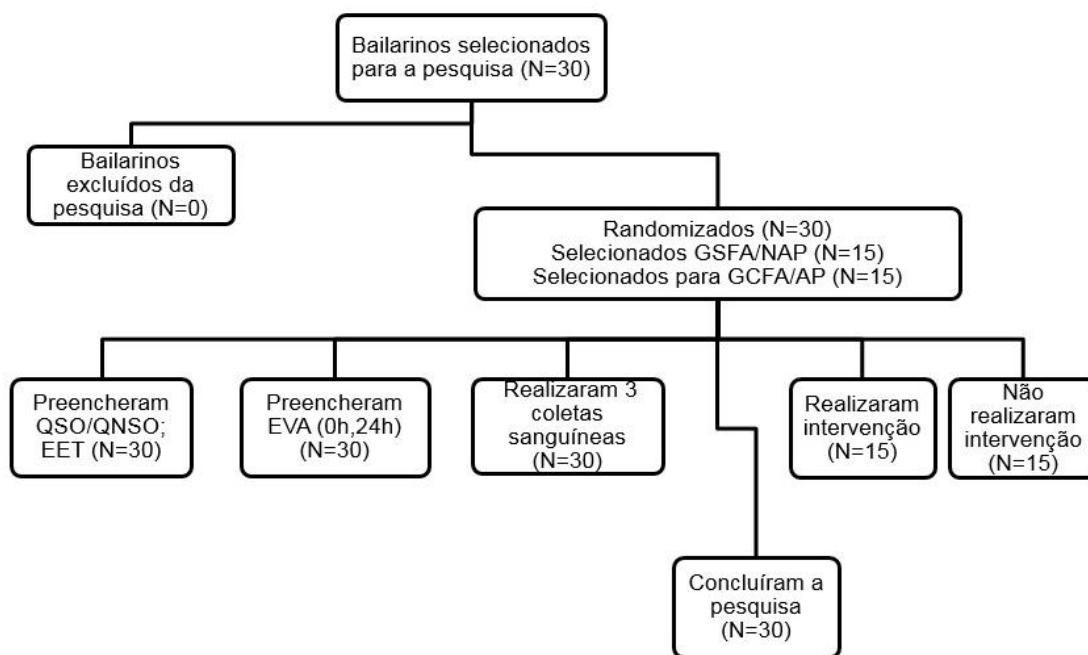 Bailarinos selecionados
para a pesquisa (N=30)
Bailarinos
excluídos da
pesquisa (N=0)
Randomizados (N=30)
Selecionados GSFA/NAP (N=15)
Selecionados para GCFA/AP (N=15)
Preencheram
QSO/QNSO;
EET (N=30)
Preencheram
EVA (0h,24h)
(N=30)
Realizaram 3
coletas
sanguíneas
(N=30)
Realizaram
intervenção
(N=15)
Não
realizaram
intervenção
(N=15)
Concluíram a
pesquisa
(N=30)